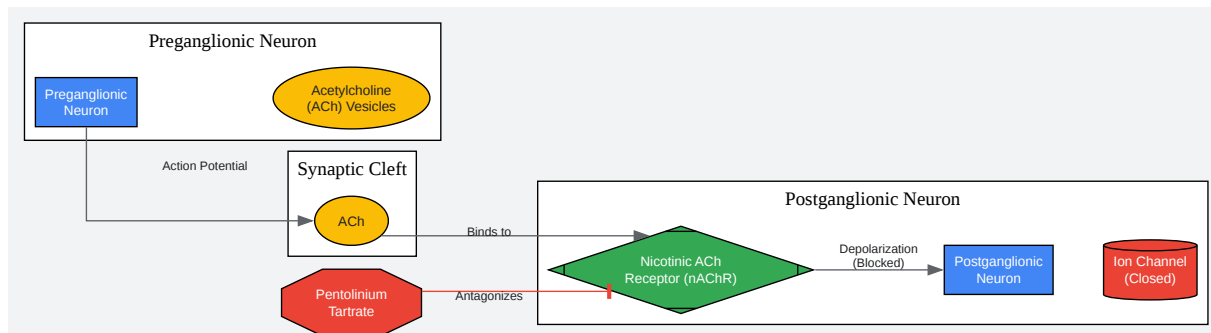 Preganglionic Neuron
Preganglionic
Neuron
Acetylcholine
(ACh) Vesicles
Action Potential
Synaptic Cleft
ACh
Binds to
Pentolinium
Tartrate
Antagonizes
Postganglionic Neuron
Nicotinic ACh
Receptor (nAChR)
Depolarization
(Blocked)
Postganglionic
Neuron
Ion Channel
(Closed)